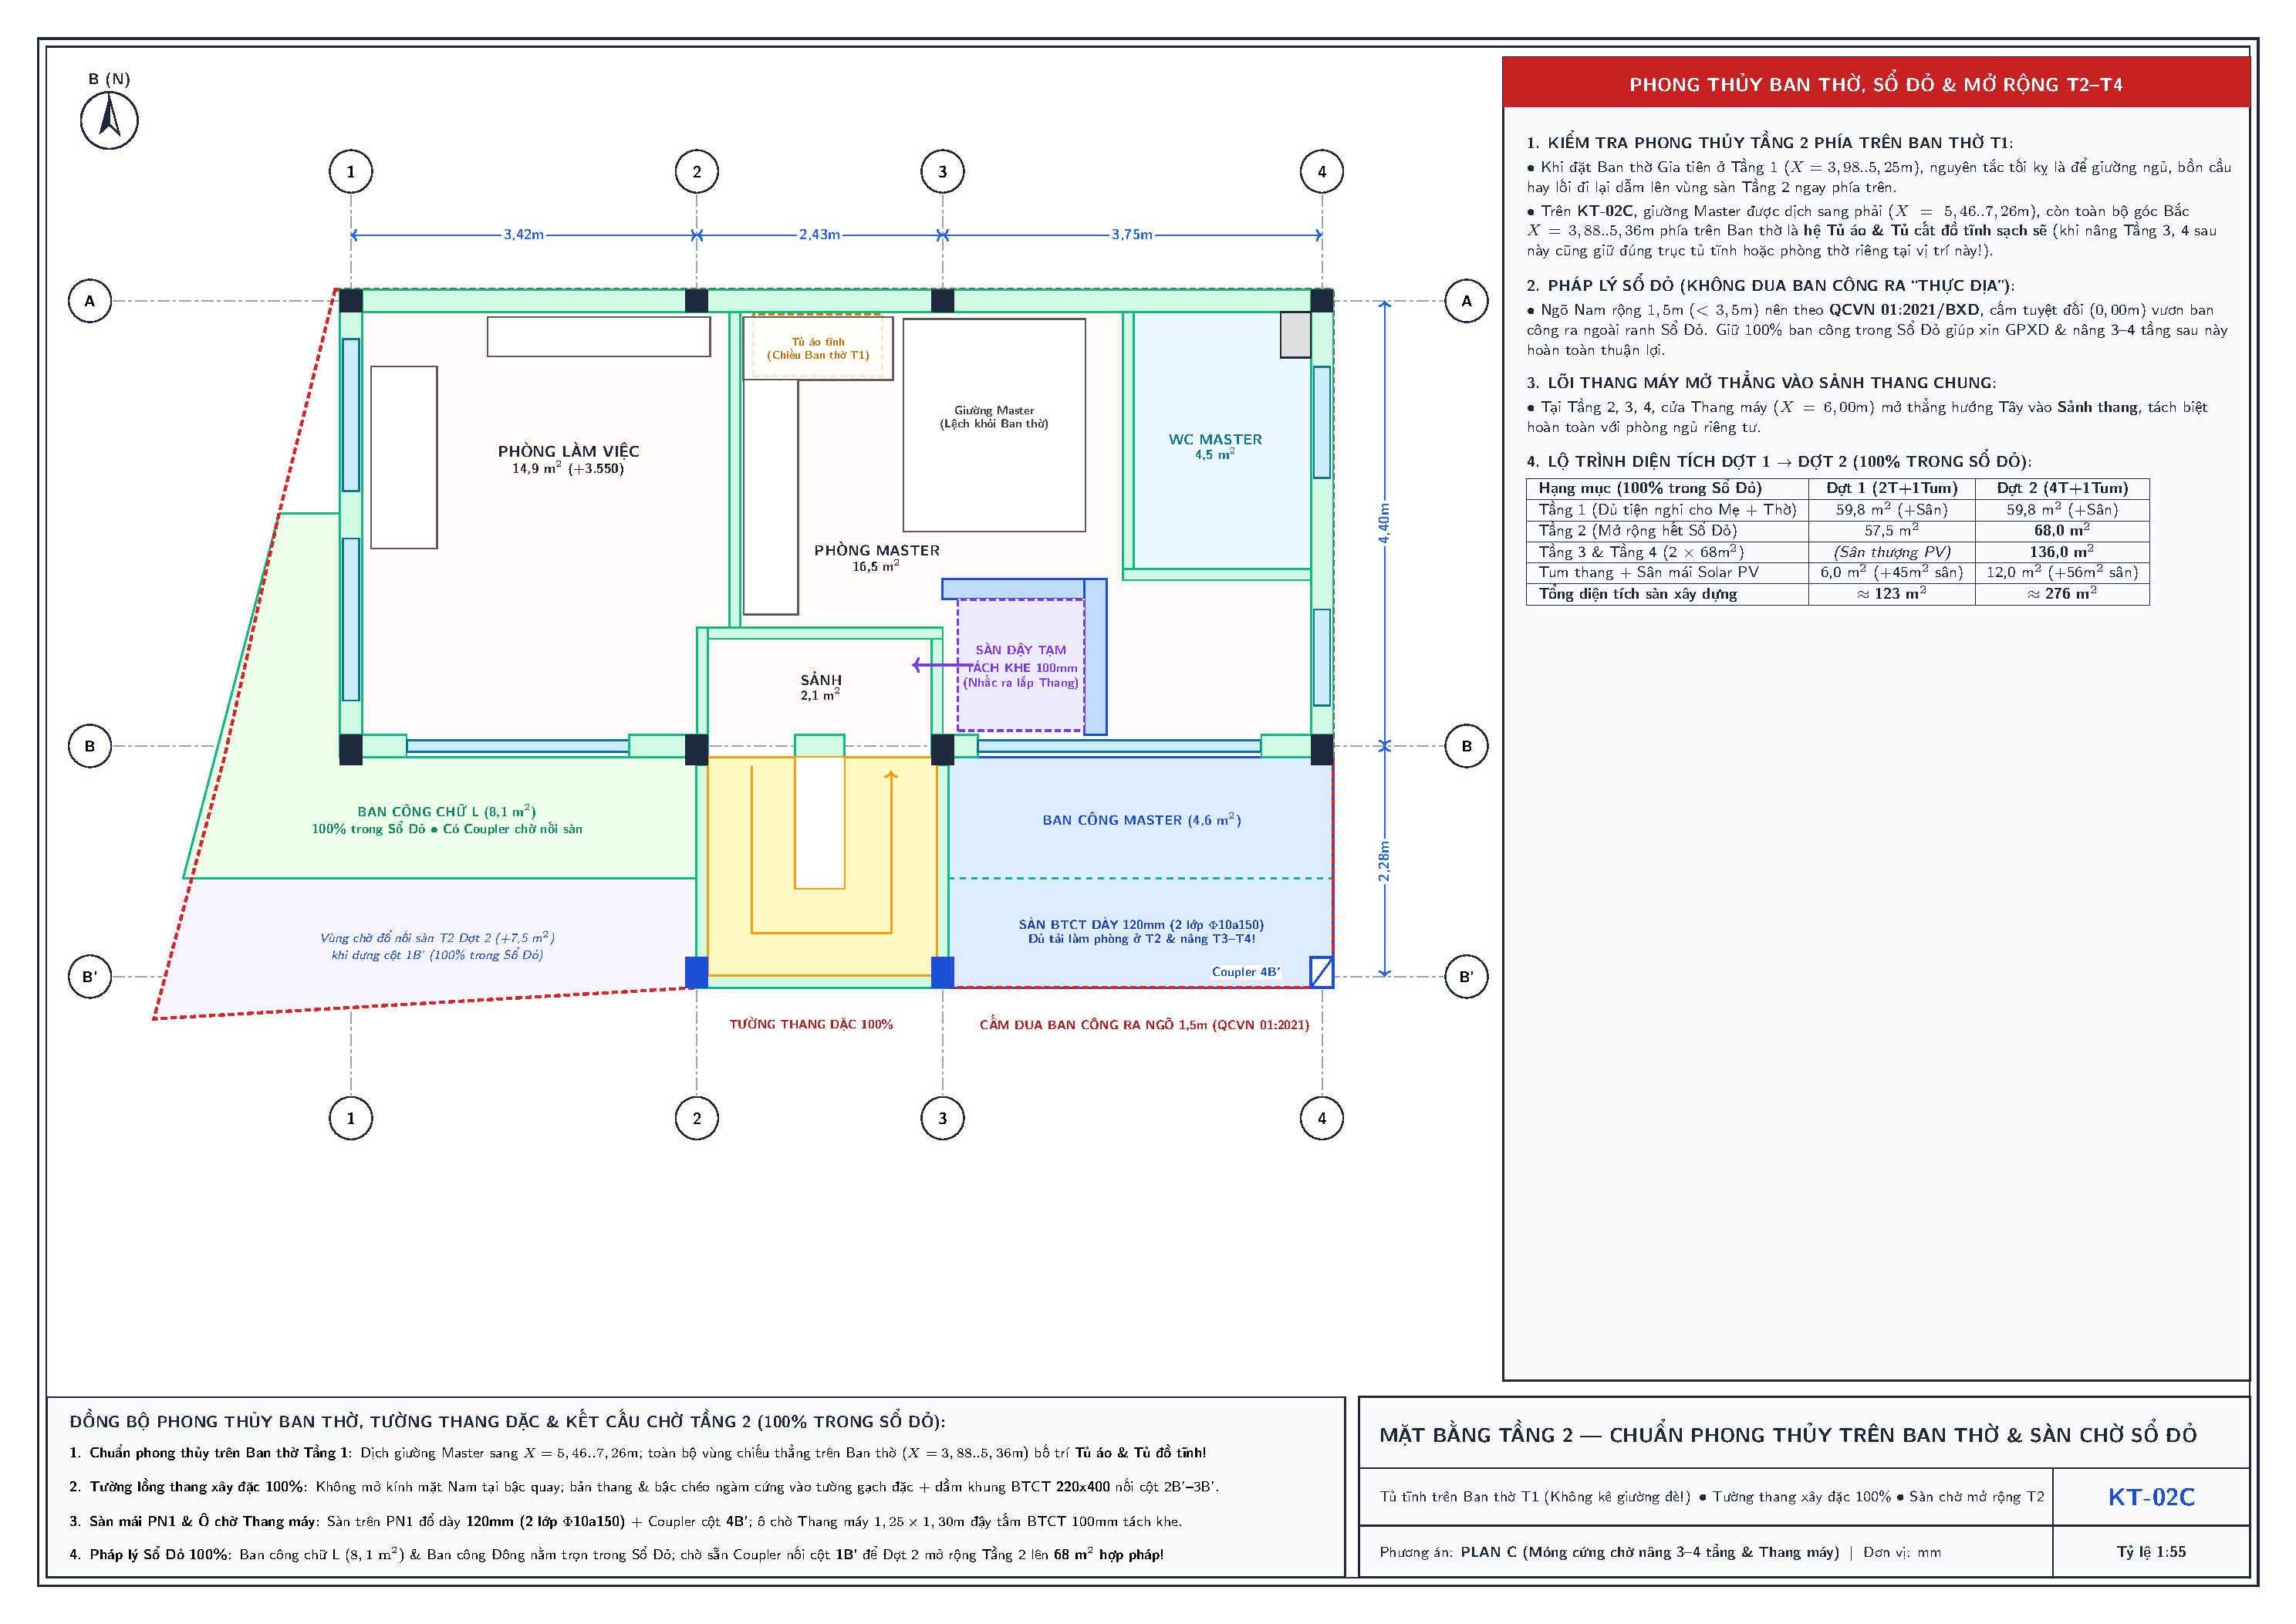 B (N)
1
2
3
4
3,42m
2,43m
3,75m
A
A
Tủ áo tĩnh
(Chiếu Ban thờ T1)
Giường Master
(Lệch khỏi Ban thờ)
PHÒNG LÀM VIỆC
14,9 m² (+3.550)
WC MASTER
4,5 m²
4,40m
PHÒNG MASTER
16,5 m²
SÀN ĐẬY TẠM
TÁCH KHE 100mm
(Nhấc ra lắp Thang)
SẢNH
2,1 m²
B
B
BAN CÔNG CHỮ L (8,1 m²)
100% trong Sổ Đỏ • Có Coupler chờ nối sàn
BAN CÔNG MASTER (4,6 m²)
2,28m
Vùng chờ đổ nối sàn T2 Đợt 2 (+7,5 m²)
khi dựng cột 1B' (100% trong Sổ Đỏ)
SÀN BTCT DÀY 120mm (2 lớp Φ10a150)
Đủ tải làm phòng ở T2 & nâng T3–T4!
Coupler 4B'
B'
B'
TƯỜNG THANG ĐẶC 100%
CẤM ĐUA BAN CÔNG RA NGÕ 1,5m (QCVN 01:2021)
1
2
3
4
PHONG THỦY BAN THỜ, SỔ ĐỎ & MỞ RỘNG T2–T4
1. KIỂM TRA PHONG THỦY TẦNG 2 PHÍA TRÊN BAN THỜ T1:
• Khi đặt Ban thờ Gia tiên ở Tầng 1 (X = 3,98..5,25m), nguyên tắc tối kỵ là để giường ngủ, bồn cầu
hay lối đi lại dẫm lên vùng sàn Tầng 2 ngay phía trên.
• Trên KT-02C, giường Master được dịch sang phải (X = 5,46..7,26m), còn toàn bộ góc Bắc
X = 3,88..5,36m phía trên Ban thờ là hệ Tủ áo & Tủ cất đồ tĩnh sạch sẽ (khi nâng Tầng 3, 4 sau
này cũng giữ đúng trục tủ tĩnh hoặc phòng thờ riêng tại vị trí này!).
2. PHÁP LÝ SỔ ĐỎ (KHÔNG ĐUA BAN CÔNG RA “THỰC ĐỊA”):
• Ngõ Nam rộng 1,5m (< 3,5m) nên theo QCVN 01:2021/BXD, cấm tuyệt đối (0,00m) vươn ban
công ra ngoài ranh Sổ Đỏ. Giữ 100% ban công trong Sổ Đỏ giúp xin GPXD & nâng 3–4 tầng sau này
hoàn toàn thuận lợi.
3. LÕI THANG MÁY MỞ THẲNG VÀO SẢNH THANG CHUNG:
• Tại Tầng 2, 3, 4, cửa Thang máy (X = 6,00m) mở thẳng hướng Tây vào Sảnh thang, tách biệt
hoàn toàn với phòng ngủ riêng tư.
4. LỘ TRÌNH DIỆN TÍCH ĐỢT 1 → ĐỢT 2 (100% TRONG SỔ ĐỎ):
Hạng mục (100% trong Sổ Đỏ) Đợt 1 (2T+1Tum) Đợt 2 (4T+1Tum)
Tầng 1 (Đủ tiện nghi cho Mẹ + Thờ) 59,8 m² (+Sân) 59,8 m² (+Sân)
Tầng 2 (Mở rộng hết Sổ Đỏ) 57,5 m² 68,0 m²
Tầng 3 & Tầng 4 (2 × 68m²) (Sân thượng PV) 136,0 m²
Tum thang + Sân mái Solar PV 6,0 m² (+45m² sân) 12,0 m² (+56m² sân)
Tổng diện tích sàn xây dựng ≈ 123 m² ≈ 276 m²
ĐỒNG BỘ PHONG THỦY BAN THỜ, TƯỜNG THANG ĐẶC & KẾT CẤU CHỜ TẦNG 2 (100% TRONG SỔ ĐỎ):
1. Chuẩn phong thủy trên Ban thờ Tầng 1: Dịch giường Master sang X = 5,46..7,26m; toàn bộ vùng chiếu thẳng trên Ban thờ (X = 3,88..5,36m) bố trí Tủ áo & Tủ đồ tĩnh!
2. Tường lồng thang xây đặc 100%: Không mở kính mặt Nam tại bậc quay; bản thang & bậc chéo ngàm cứng vào tường gạch đặc + dầm khung BTCT 220x400 nối cột 2B'–3B'.
3. Sàn mái PN1 & Ô chờ Thang máy: Sàn trên PN1 đổ dày 120mm (2 lớp Φ10a150) + Coupler cột 4B'; ô chờ Thang máy 1,25 × 1,30m đậy tấm BTCT 100mm tách khe.
4. Pháp lý Sổ Đỏ 100%: Ban công chữ L (8,1 m²) & Ban công Đông nằm trọn trong Sổ Đỏ; chờ sẵn Coupler nối cột 1B' để Đợt 2 mở rộng Tầng 2 lên 68 m² hợp pháp!
MẶT BẰNG TẦNG 2 — CHUẨN PHONG THỦY TRÊN BAN THỜ & SÀN CHỜ SỔ ĐỎ
Tủ tĩnh trên Ban thờ T1 (Không kê giường đè!) • Tường thang xây đặc 100% • Sàn chờ mở rộng T2
KT-02C
Phương án: PLAN C (Móng cứng chờ nâng 3–4 tầng & Thang máy) | Đơn vị: mm
Tỷ lệ 1:55